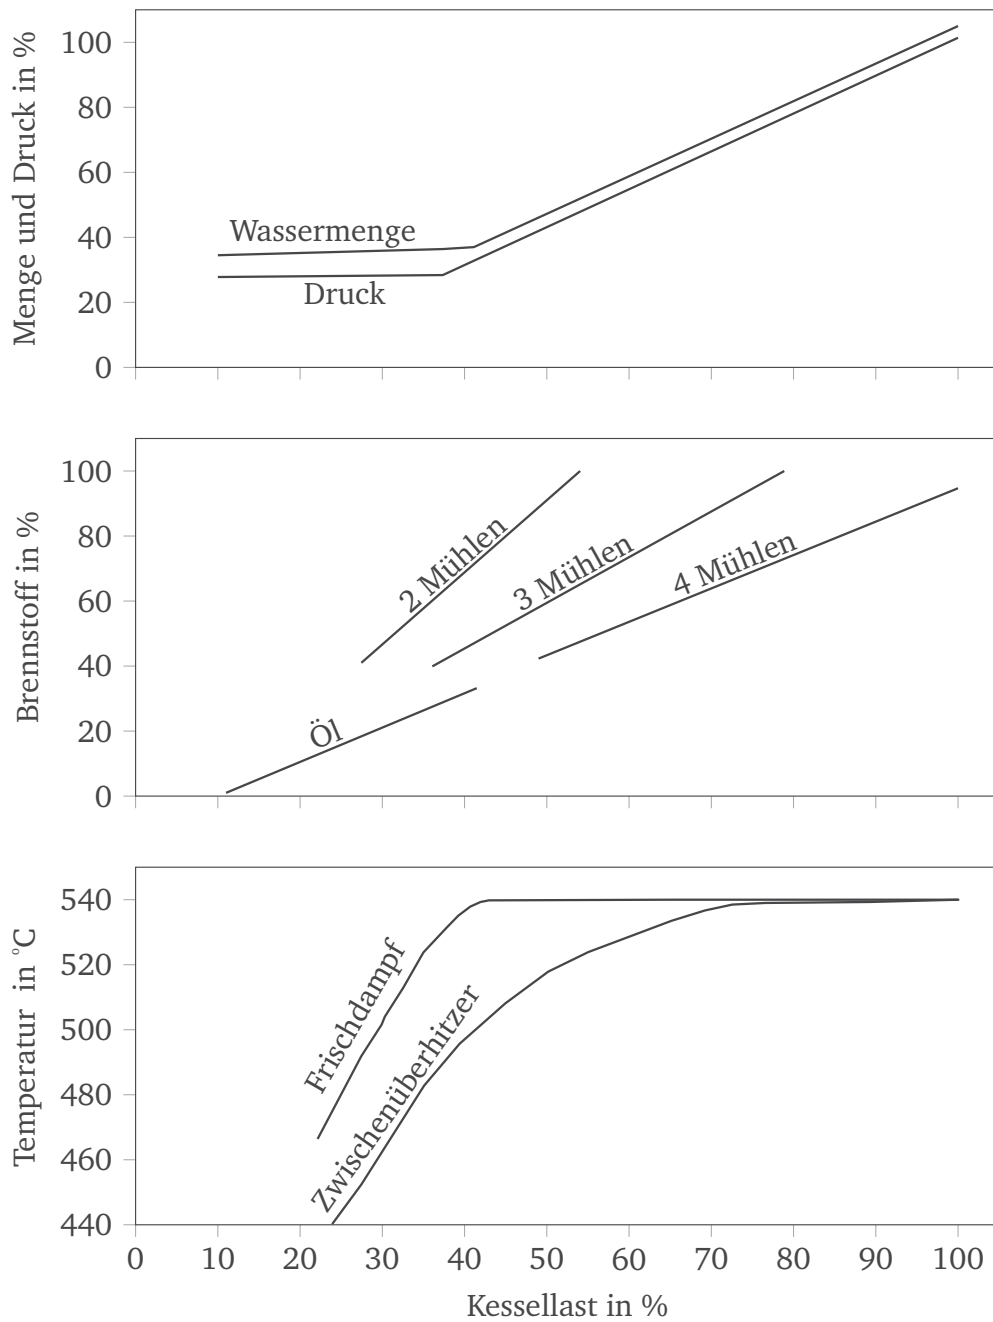 Menge und Druck in %
100
80
60
40
20
0
Wassermenge
Druck
Brennstoff in %
100
80
60
40
20
0
2 Mühlen
3 Mühlen
4 Mühlen
Öl
Temperatur in °C
540
520
500
480
460
440
Frischdampf
Zwischenüberhitzer
0 10 20 30 40 50 60 70 80 90 100
Kessellast in %